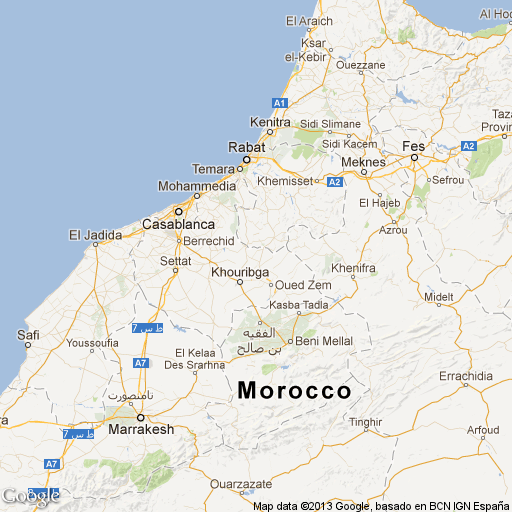 El Araich
Al Ho
Ksar
el-Kebir
Ouezzane
A1
Kenitra
Sidi Slimane
Taza
Provin
Sidi Kacem
A2
Rabat
Fes
Temara
Meknes
Khemisset
A2
Sefrou
Mohammedia
El Hajeb
Casablanca
Azrou
El Jadida
Berrechid
Settat
Khouribga
Khenifra
Oued Zem
Kasba Tadla
Midelt
Safi
ط س 7
الفقيه
بن صالح
Youssoufia
Beni Mellal
El Kelaa
Des Srarhna
A7
Errachidia
Morocco
تامنصورت
Marrakesh
Tinghir
ط س 7
Arfoud
A7
Ouarzazate
ط س 8
Google
Map data ©2013 Google, basado en BCN IGN España